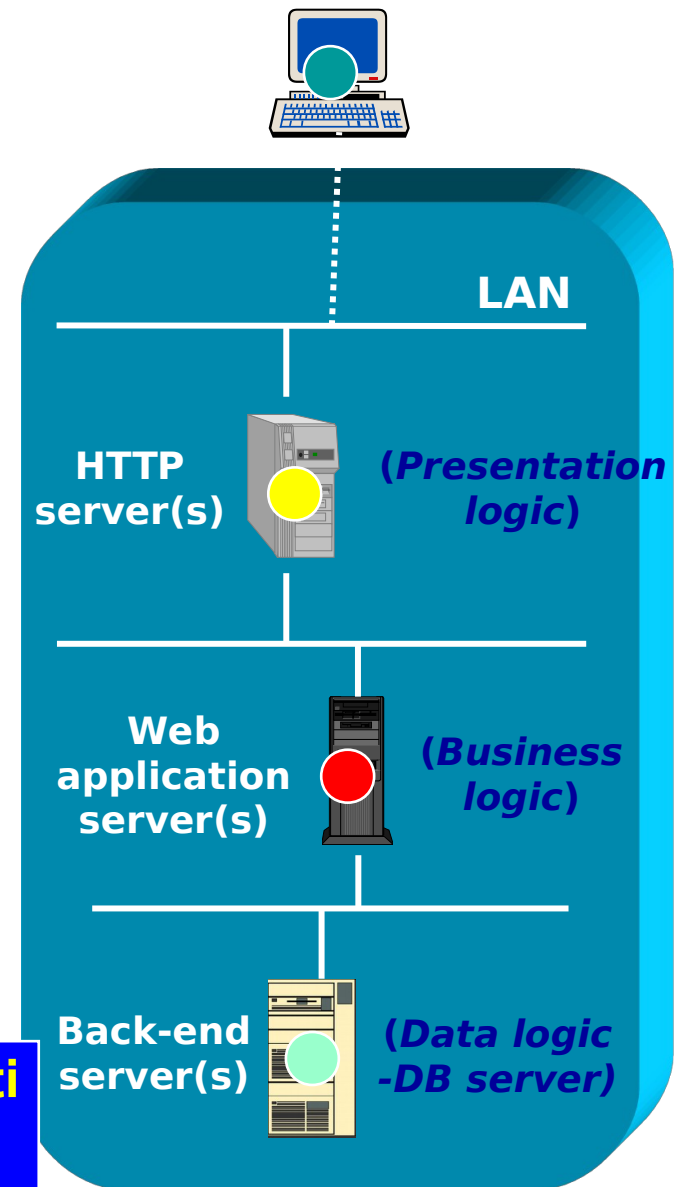 LAN
HTTP
server(s)
(Presentation
logic)
Web
application
server(s)
(Business
logic)
Back-end
server(s)
(Data logic
-DB server)